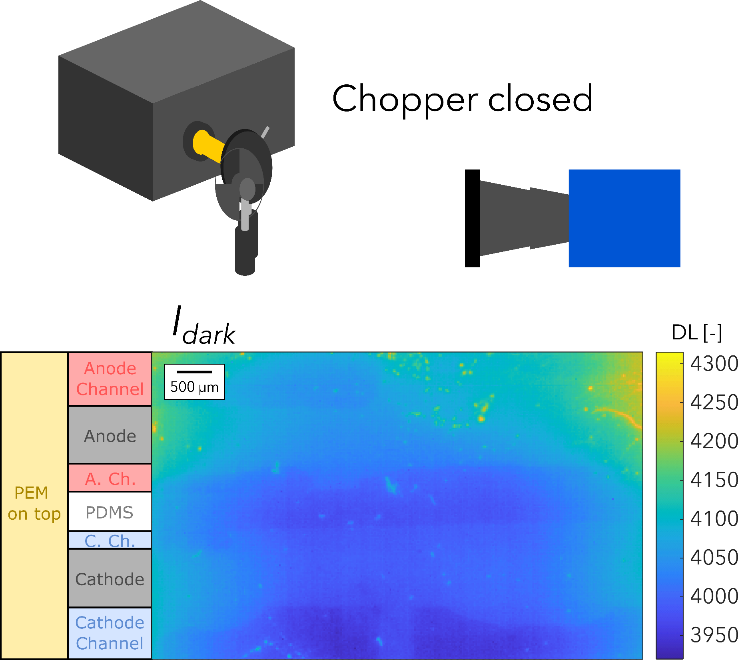 Chopper closed
I dark
DL [-]
500 µm
Anode
Channel
Anode
A. Ch.
PEM
on top
PDMS
C. Ch.
Cathode
Cathode
Channel
4300
4250
4200
4150
4100
4050
4000
3950